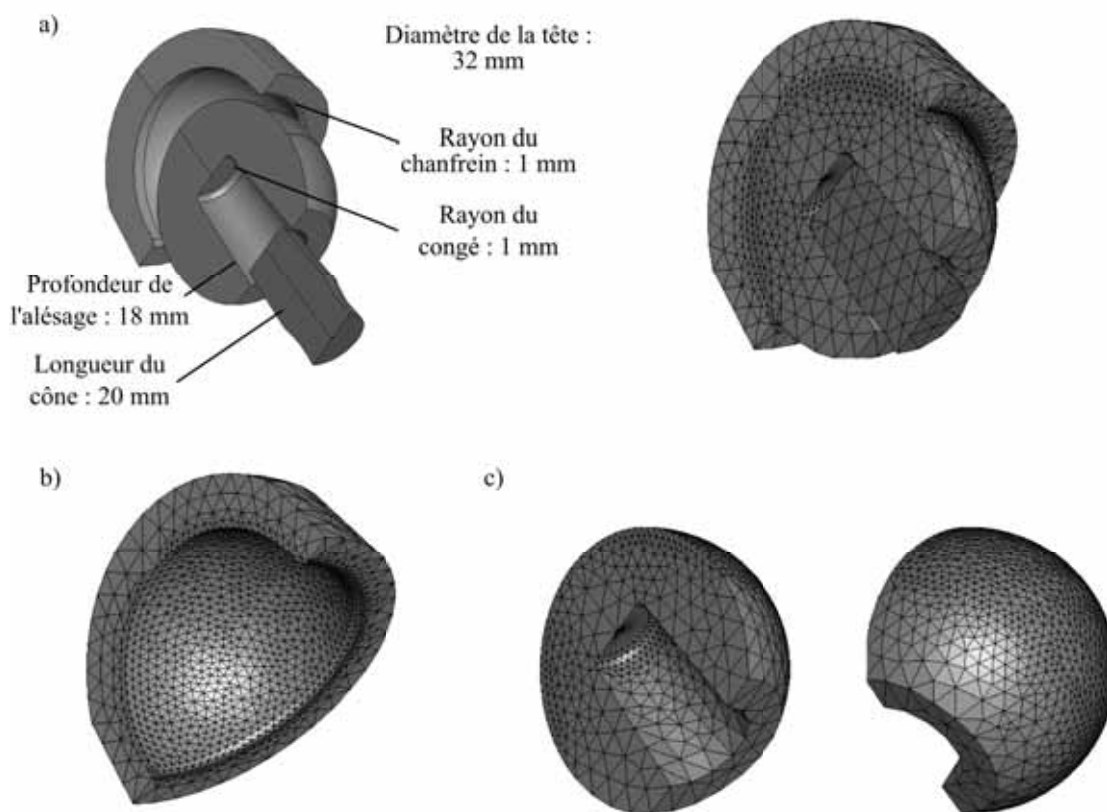 a)
Diamètre de la tête :
32 mm
Rayon du
chanfrein : 1 mm
Rayon du
congé : 1 mm
Profondeur de
l'alésage : 18 mm
Longueur du
cône : 20 mm
b)
c)